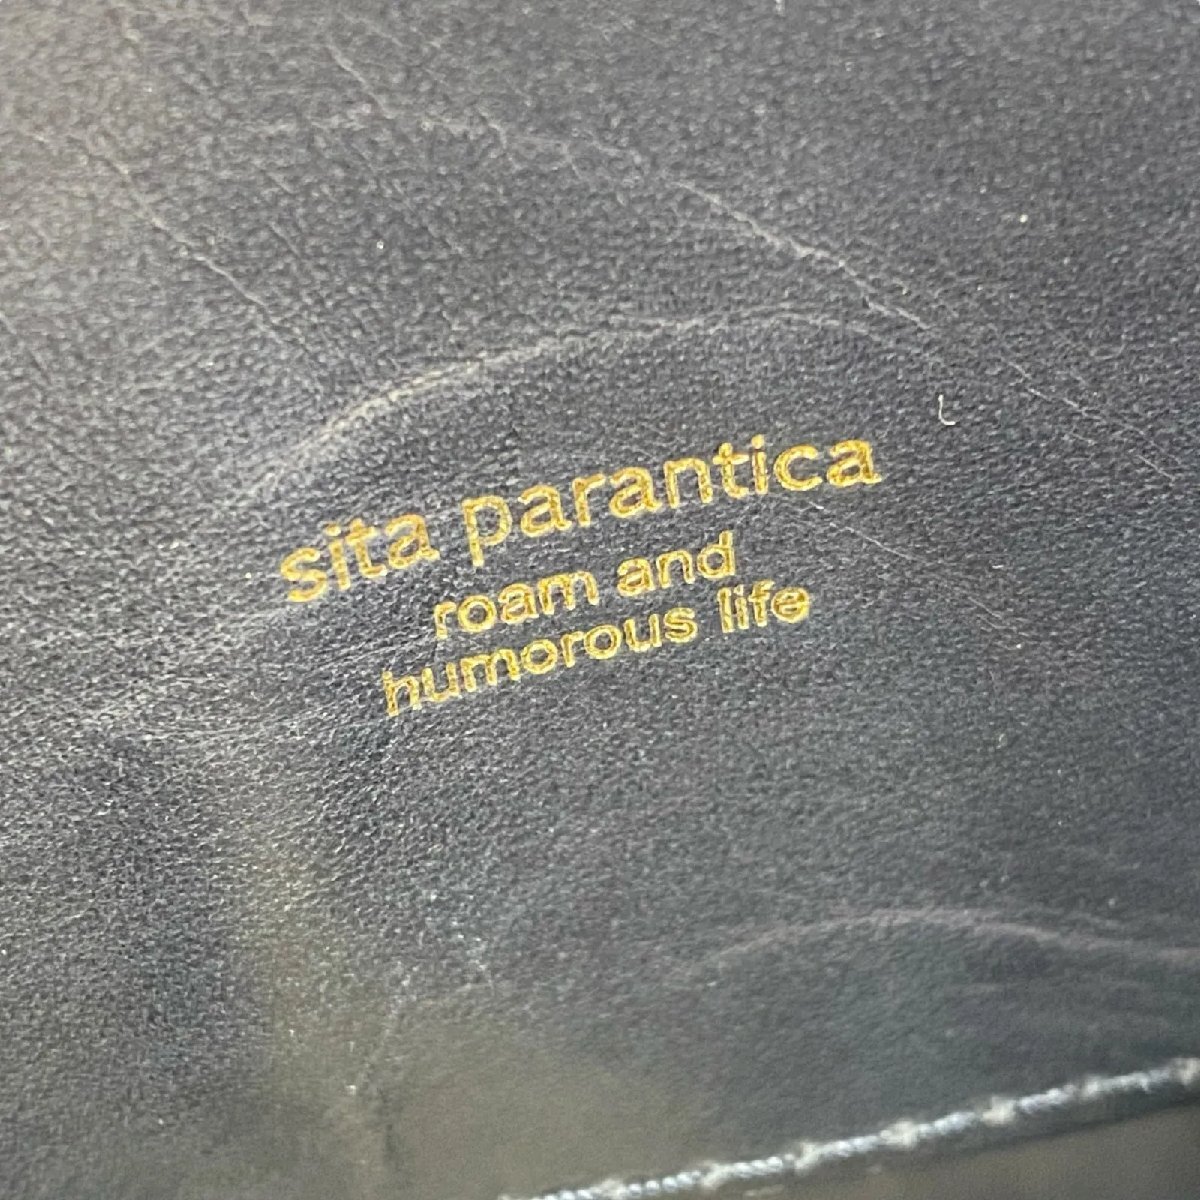 sita parantica
roam and
humorous life